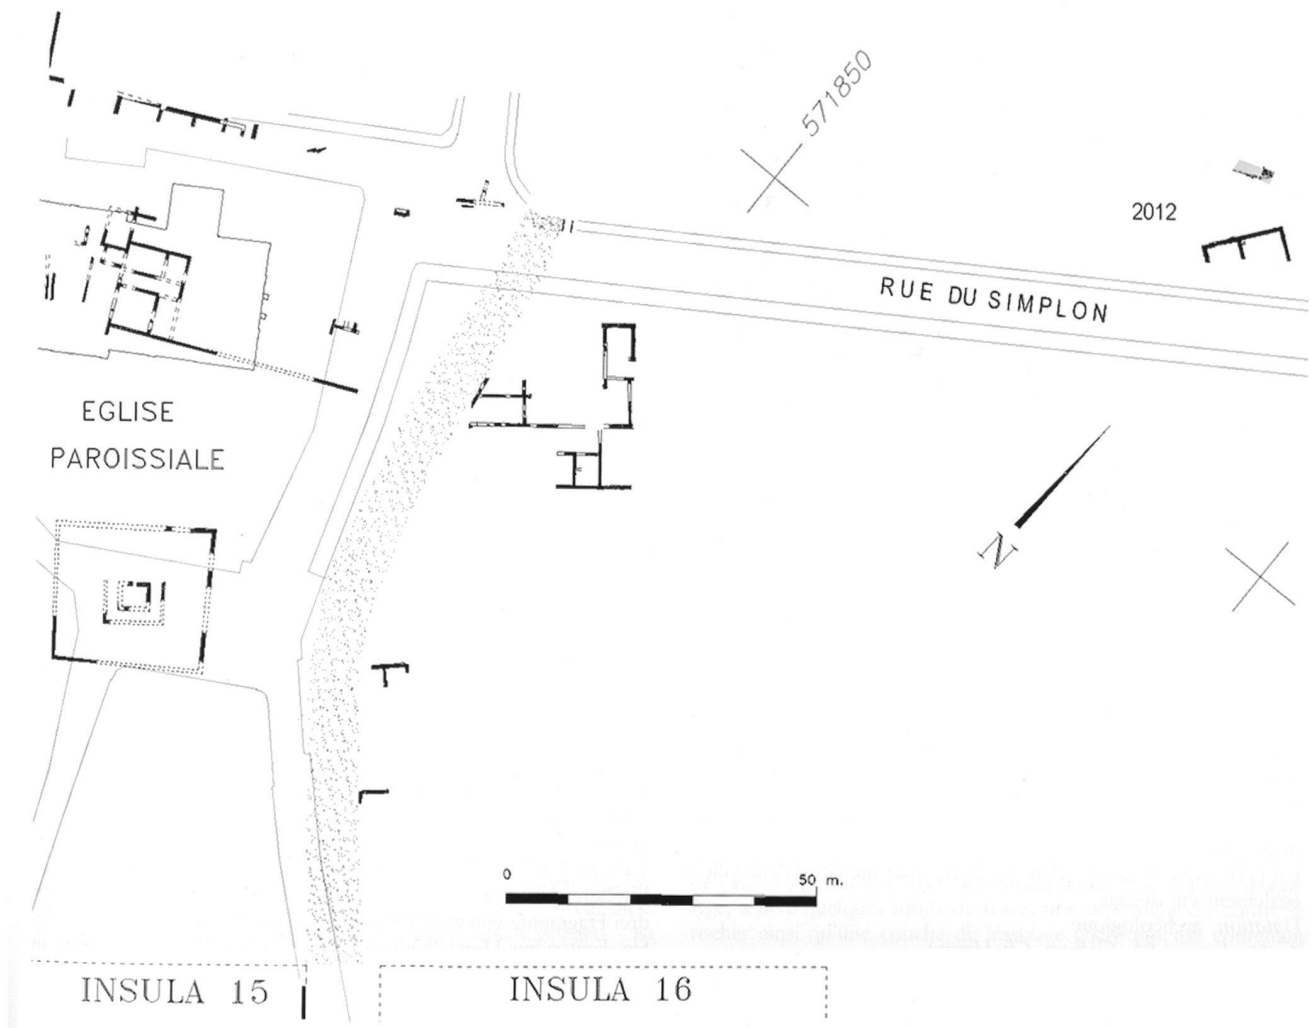 571850
2012
RUE DU SIMPLON
EGLISE
PAROISSIALE
N
0 50 m.
INSULA 15
INSULA 16